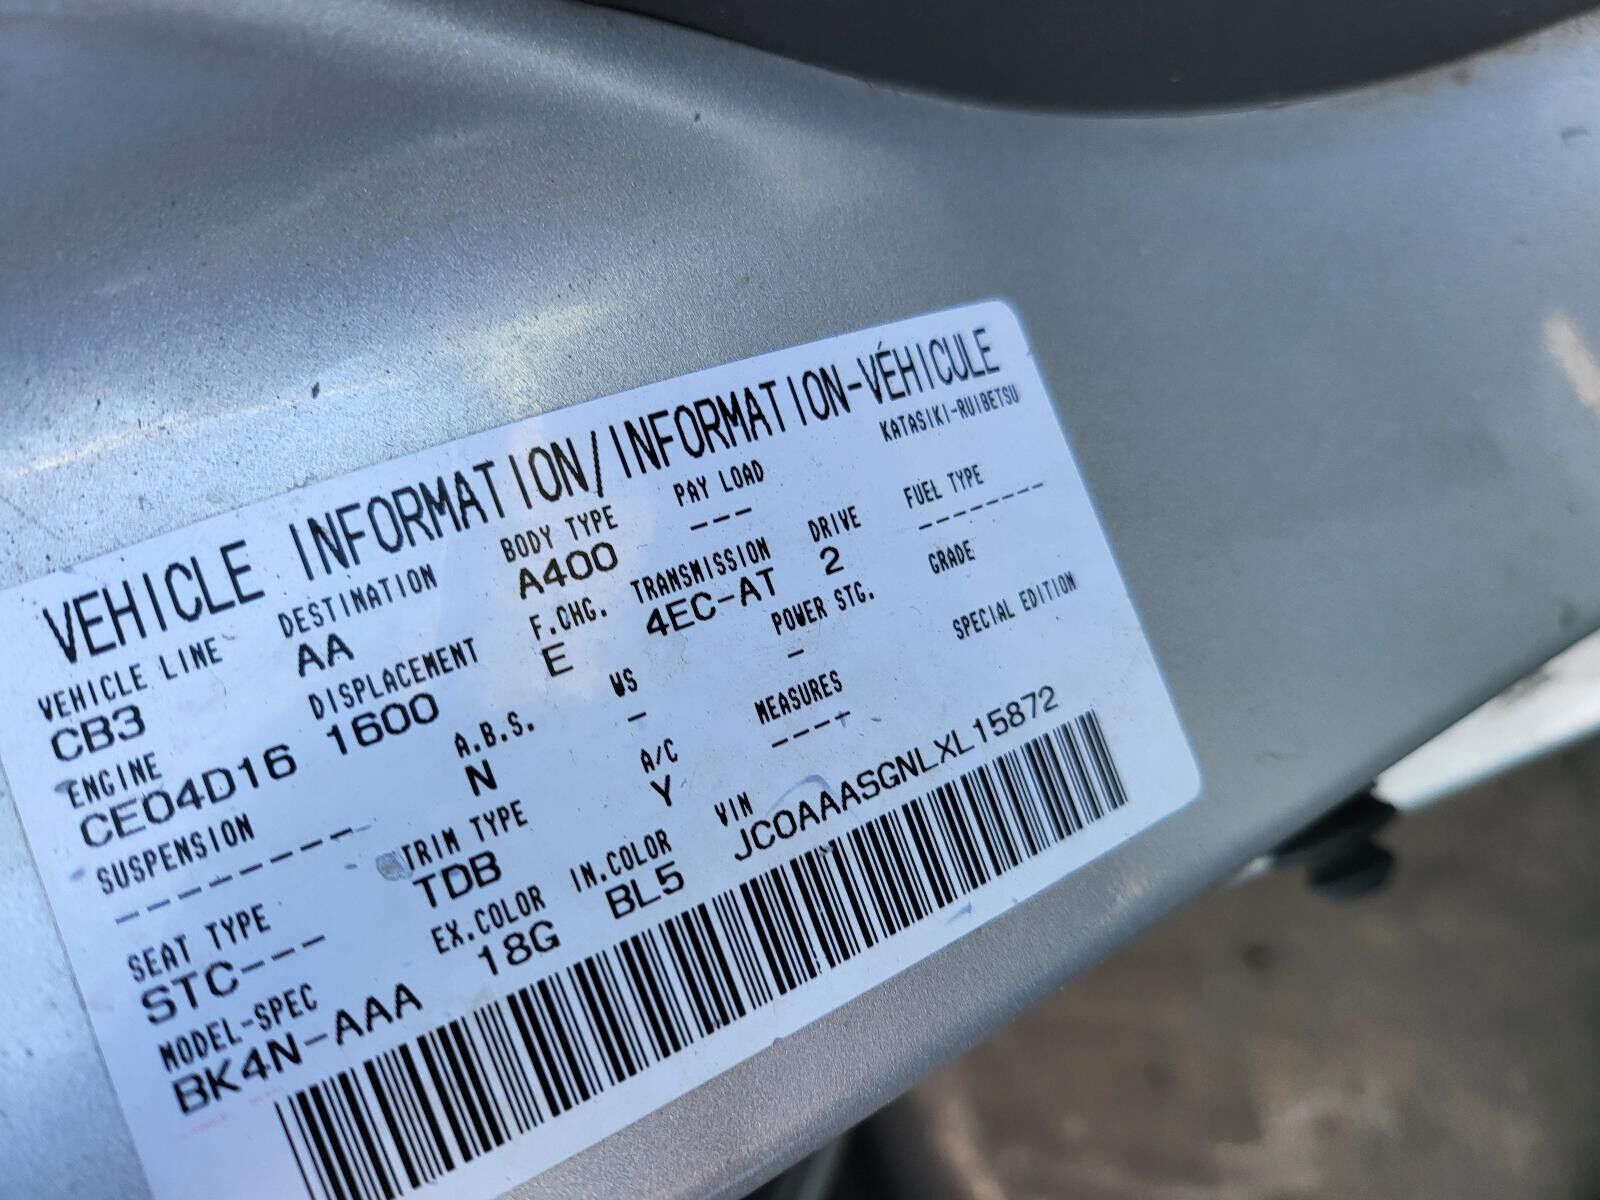 VEHICLE INFORMATION/INFORMATION-VÉHICULE
VEHICLE LINE DESTINATION BODY TYPE PAY LOAD KATASIKI-RUIBETSU
CB3 AA A400 ---
ENGINE DISPLACEMENT F.CHG. TRANSMISSION DRIVE FUEL TYPE
CE04D16 1600 E 4EC-AT 2 --------
SUSPENSION A.B.S. WS POWER STG. GRADE
-------- N - -
SEAT TYPE TRIM TYPE A/C MEASURES SPECIAL EDITION
STC--- TDB Y ----
MODEL-SPEC EX.COLOR IN.COLOR VIN
BK4N-AAA 18G BL5 JC0AAASGNLXL15872